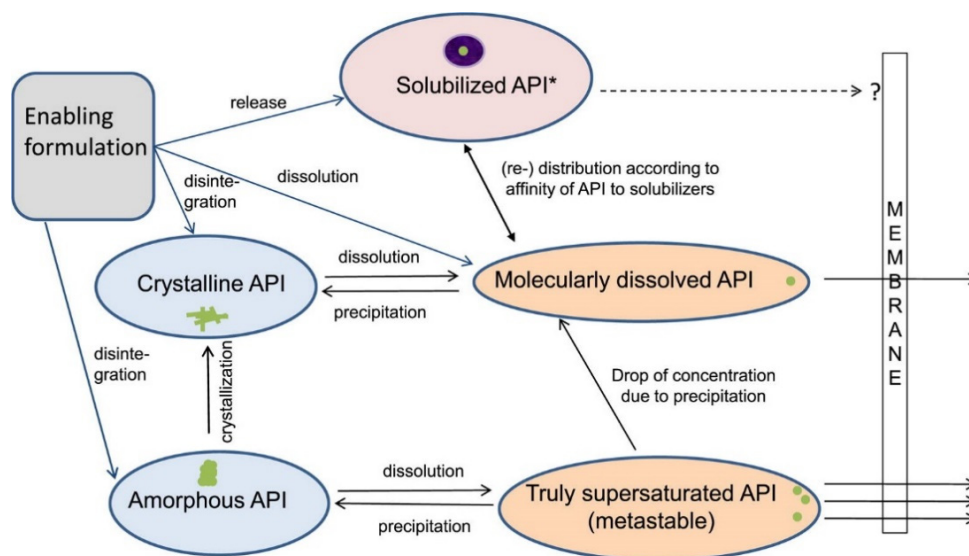 Enabling
formulation
release
Solubilized API*
?
disinte-
gration
dissolution
(re-) distribution according to
affinity of API to solubilizers
Crystalline API
dissolution
precipitation
Molecularly dissolved API
MEMBRANE
disinte-
gration
crystallization
Drop of concentration
due to precipitation
Amorphous API
dissolution
precipitation
Truly supersaturated API
(metastable)